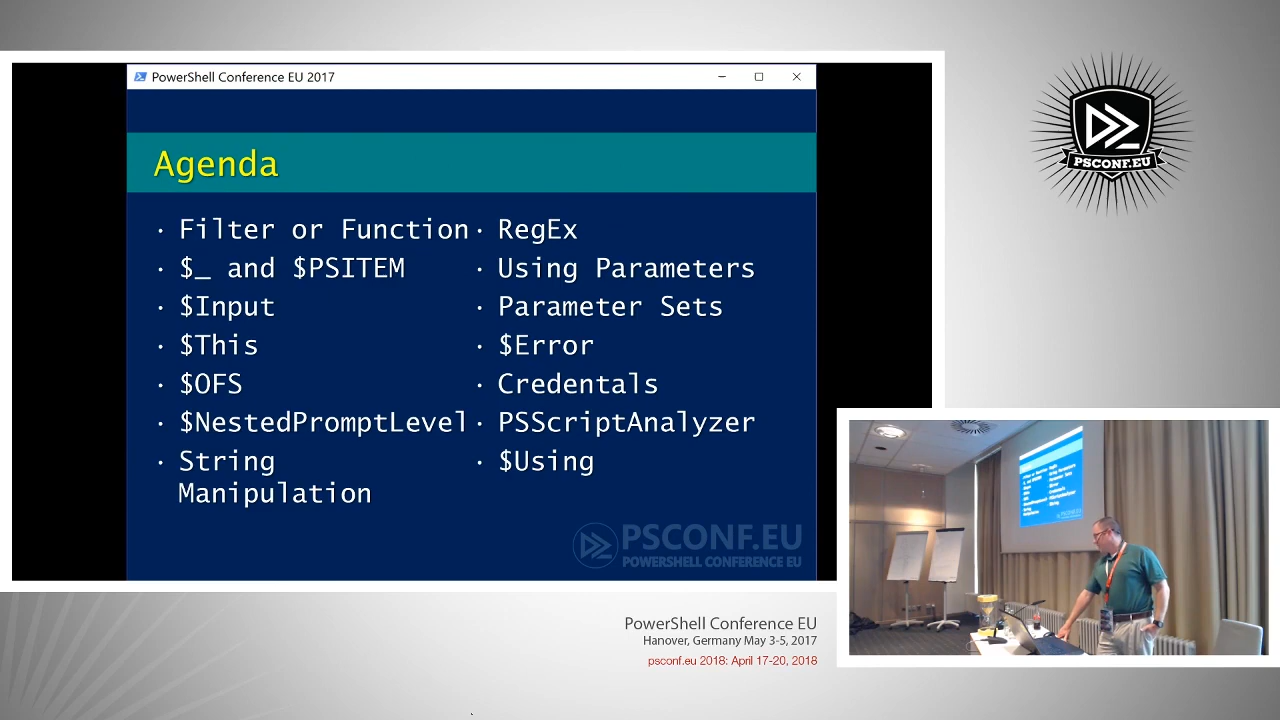 PowerShell Conference EU 2017
Agenda
· Filter or Function
· $_ and $PSITEM
· $Input
· $This
· $OFS
· $NestedPromptLevel
· String
Manipulation
· RegEx
· Using Parameters
· Parameter Sets
· $Error
· Credentals
· PSScriptAnalyzer
· $Using
PSCONF.EU
POWERSHELL CONFERENCE EU
PSCONF.EU
PowerShell Conference EU
Hanover, Germany May 3-5, 2017
psconf.eu 2018: April 17-20, 2018